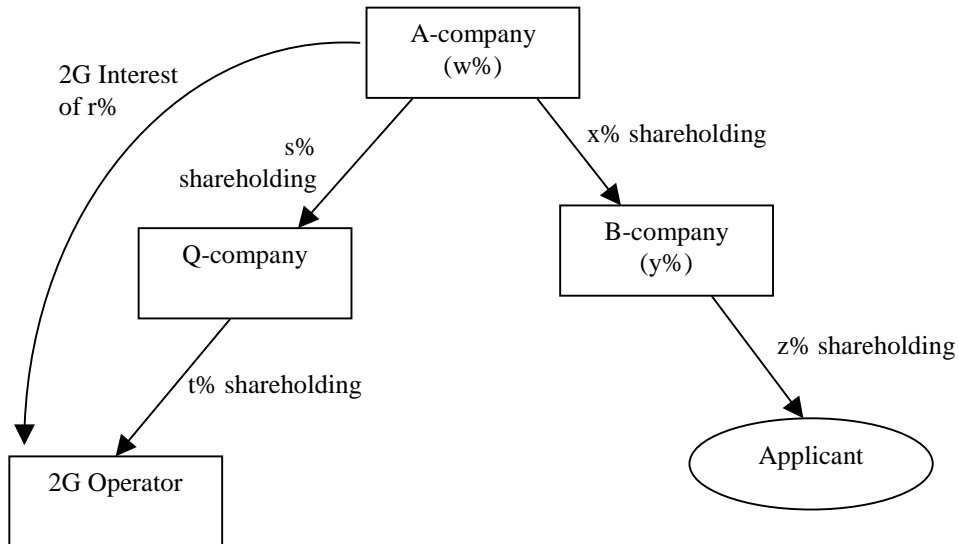 A-company
(w%)
2G Interest
of r%
x% shareholding
s%
shareholding
B-company
(y%)
Q-company
z% shareholding
t% shareholding
Applicant
2G Operator